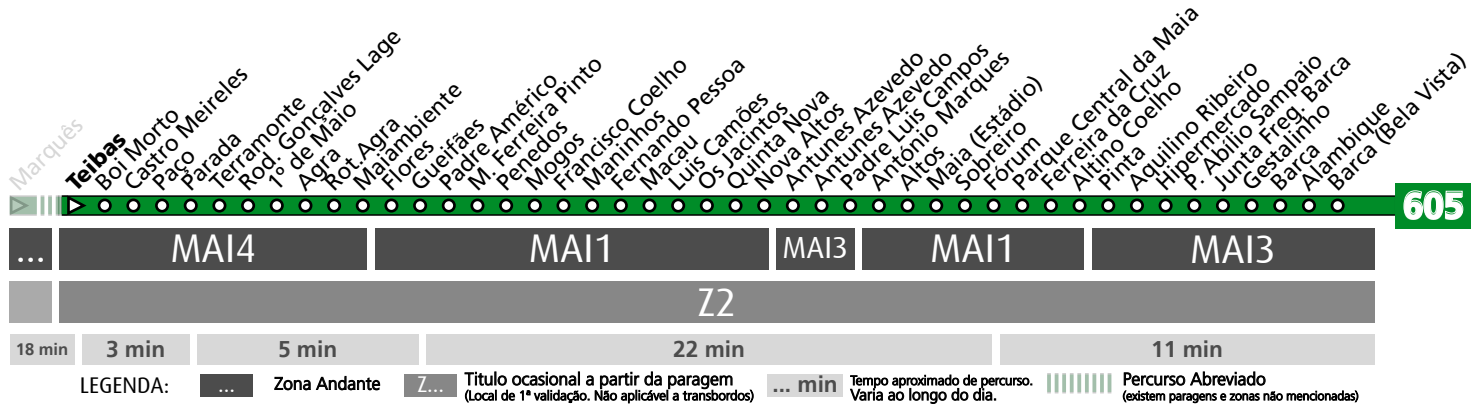 Marquês
Teibas
Boi Morto
Castro Meireles
Paço
Parada
Terramonte
Rod. Gonçalves Lage
1º de Maio
Agra
Rot. Agra
Maiambiente
Flores
Gueifães
Padre Américo
M. Ferreira Pinto
Penedos
Mogos
Francisco Coelho
Maninhos
Fernando Pessoa
Macau
Luis Camões
Os Jacintos
Quinta Nova
Nova Altos
Antunes Azevedo
Antunes Azevedo
Padre Luis Campos
António Marques
Altos
Maia (Estádio)
Sobreiro
Fórum
Parque Central da Maia
Ferreira da Cruz
Altino Coelho
Pinta
Aquilino Ribeiro
Hipermercado
P. Abílio Sampaio
Junta Freg. Barca
Gestalinho
Barca
Alambique
Barca (Bela Vista)
605
... MAI4 MAI1 MAI3 MAI1 MAI3
Z2
18 min 3 min 5 min 22 min 11 min
LEGENDA:
... Zona Andante
Z... Titulo ocasional a partir da paragem
(Local de 1ª validação. Não aplicável a transbordos)
... min Tempo aproximado de percurso.
Varia ao longo do dia.
Percurso Abreviado
(existem paragens e zonas não mencionadas)